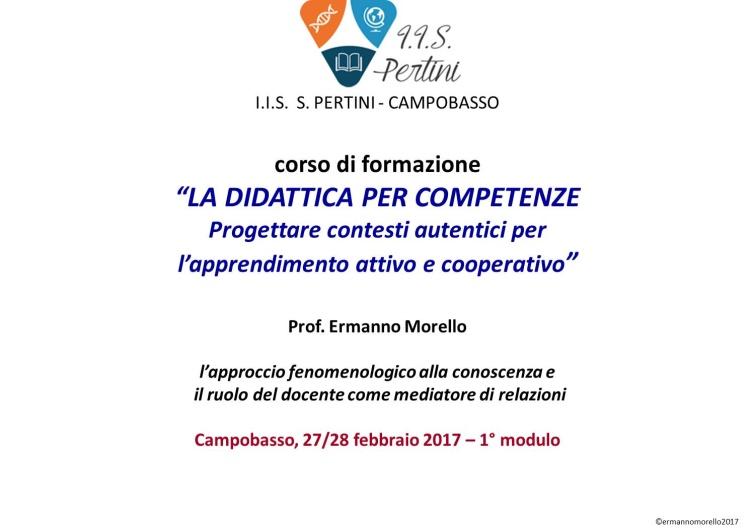 I.I.S.
Pertini
I.I.S. S. PERTINI - CAMPOBASSO
corso di formazione
“LA DIDATTICA PER COMPETENZE
Progettare contesti autentici per
l’apprendimento attivo e cooperativo”
Prof. Ermanno Morello
l’approccio fenomenologico alla conoscenza e
il ruolo del docente come mediatore di relazioni
Campobasso, 27/28 febbraio 2017 – 1° modulo
©ermannomorello2017